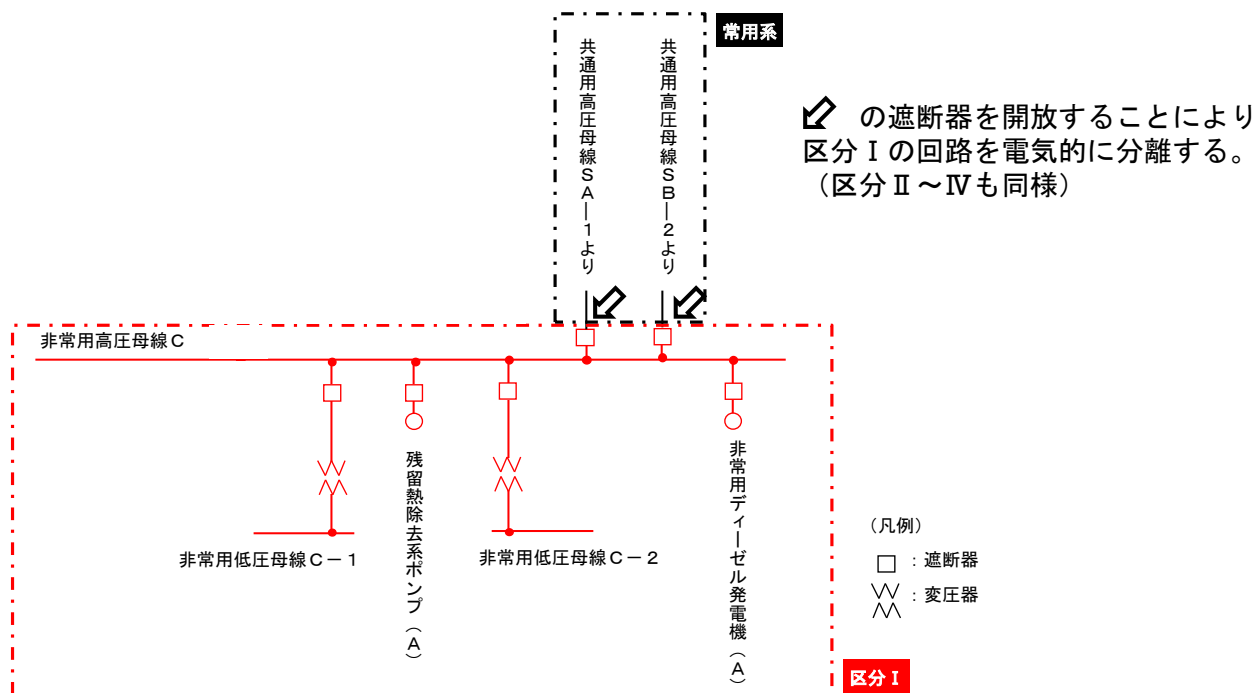 常用系
共通用高圧母線SA―1より
共通用高圧母線SB―2より
の遮断器を開放することにより
区分Ⅰの回路を電気的に分離する。
(区分Ⅱ~Ⅳも同様)
非常用高圧母線C
残留熱除去系ポンプ(A)
非常用ディーゼル発電機(A)
非常用低圧母線C-1
非常用低圧母線C-2
(凡例)
:遮断器
:変圧器
区分Ⅰ